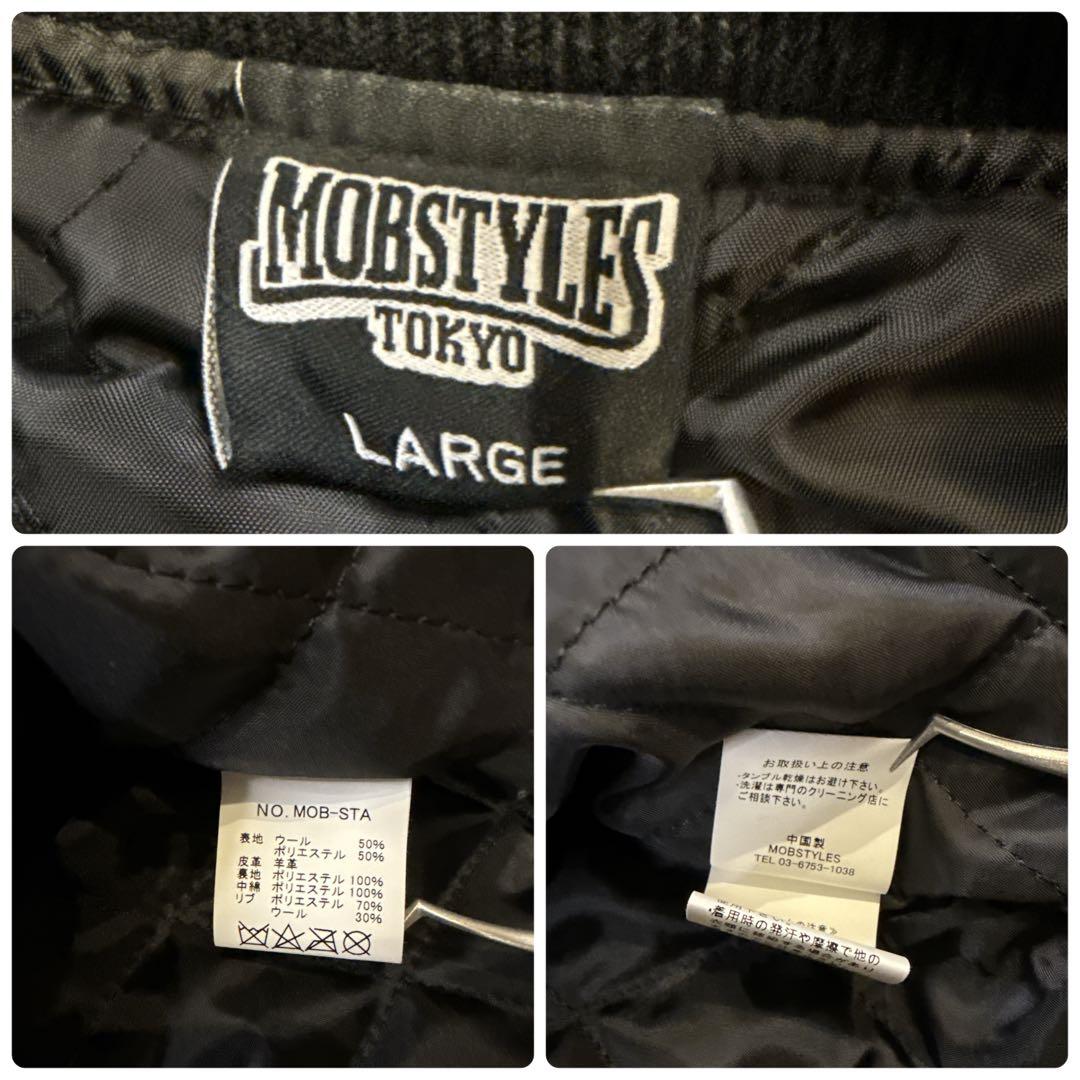 MOBSTYLES
TOKYO
LARGE
NO. MOB-STA
表地 ウール 50%
ポリエステル 50%
皮革 羊革
裏地 ポリエステル 100%
中綿 ポリエステル 100%
リブ ポリエステル 70%
ウール 30%
お取扱い上の注意
・タンブル乾燥はお避け下さい。
・洗濯は専門のクリーニング店に
ご相談下さい。
中国製
MOBSTYLES
TEL 03-6753-1038
・着用時の発汗や摩擦で他の